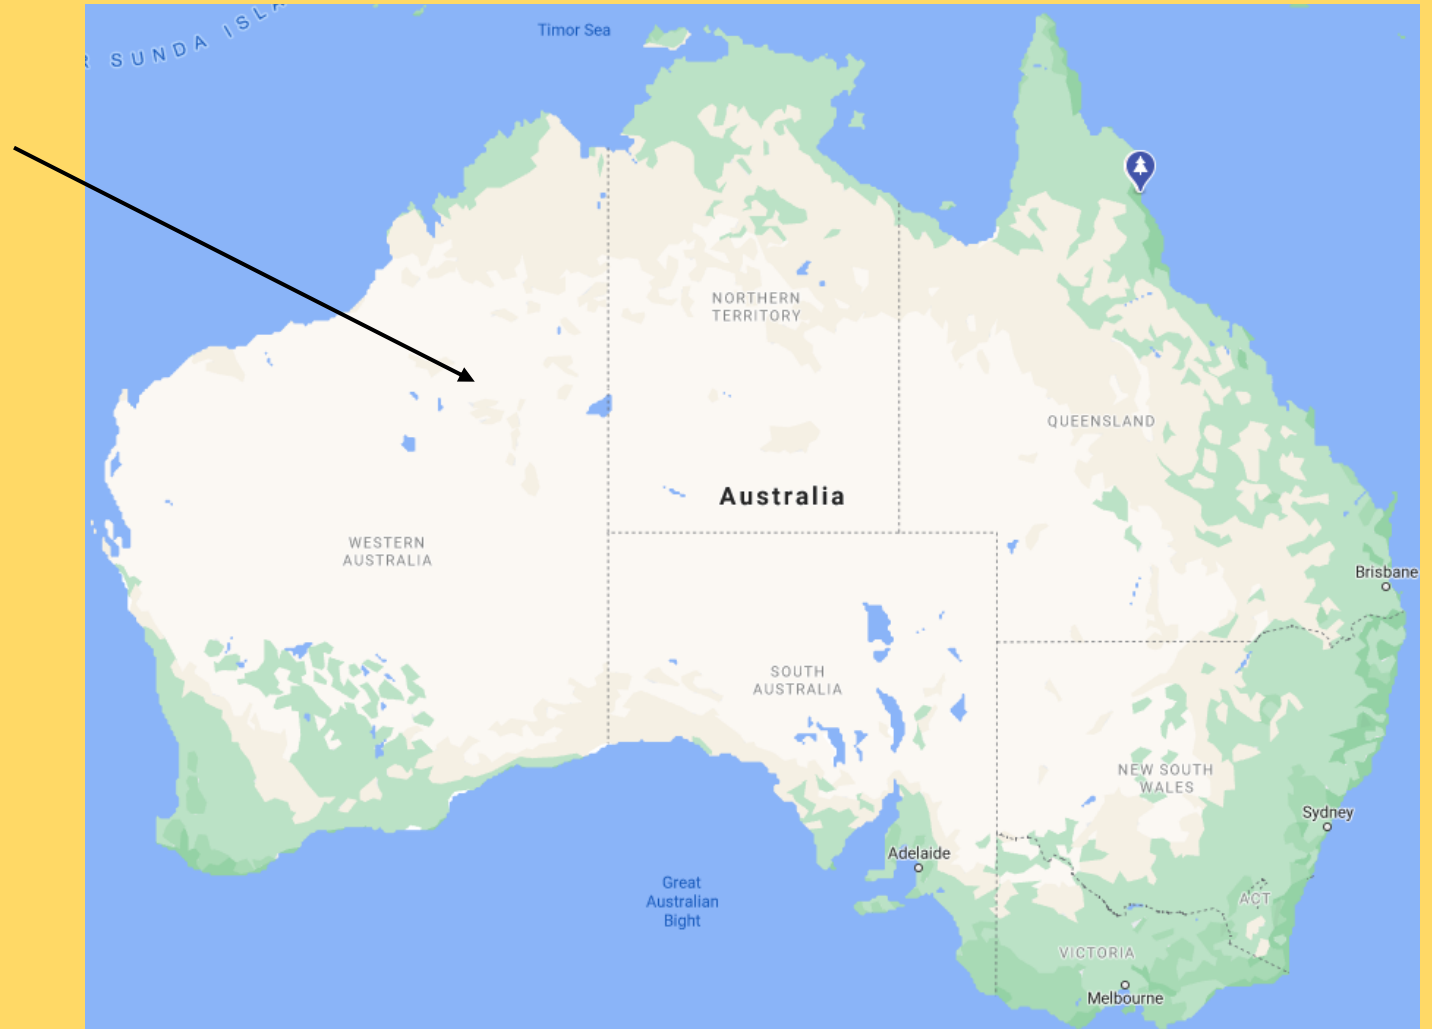 Timor Sea
R SUNDA ISLA
NORTHERN
TERRITORY
QUEENSLAND
Australia
WESTERN
AUSTRALIA
Brisbane
SOUTH
AUSTRALIA
NEW SOUTH
WALES
Sydney
Adelaide
Great
Australian
Bight
ACT
VICTORIA
Melbourne